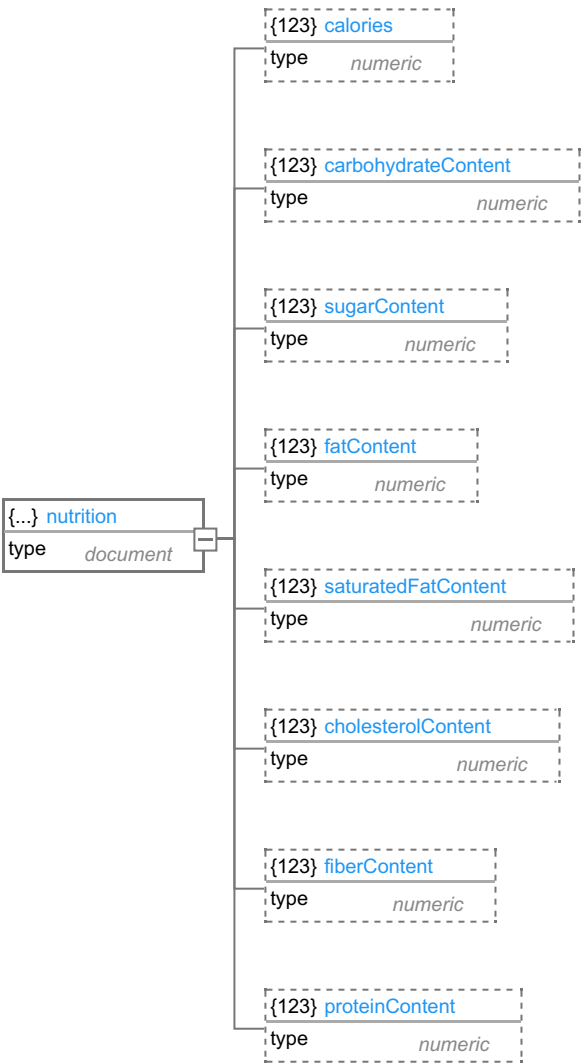 {123} calories
type numeric
{123} carbohydrateContent
type numeric
{123} sugarContent
type numeric
{123} fatContent
type numeric
{...} nutrition
type document
{123} saturatedFatContent
type numeric
{123} cholesterolContent
type numeric
{123} fiberContent
type numeric
{123} proteinContent
type numeric